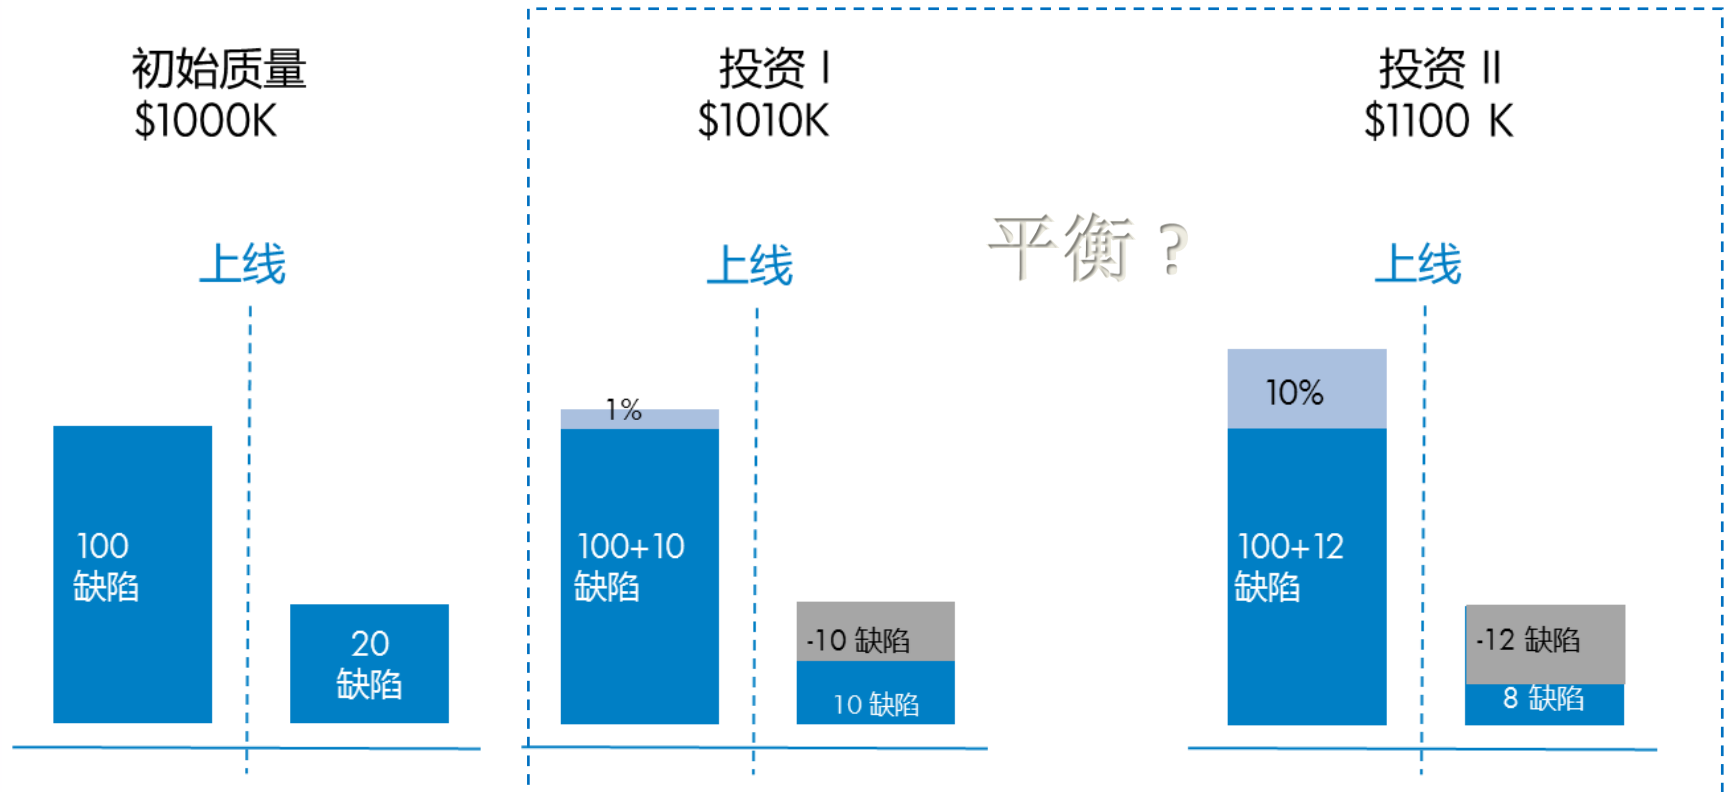 初始质量
$1000K
上线
100
缺陷
20
缺陷
投资 I
$1010K
上线
1%
100+10
缺陷
-10 缺陷
10 缺陷
平衡 ?
投资 II
$1100 K
上线
10%
100+12
缺陷
-12 缺陷
8 缺陷